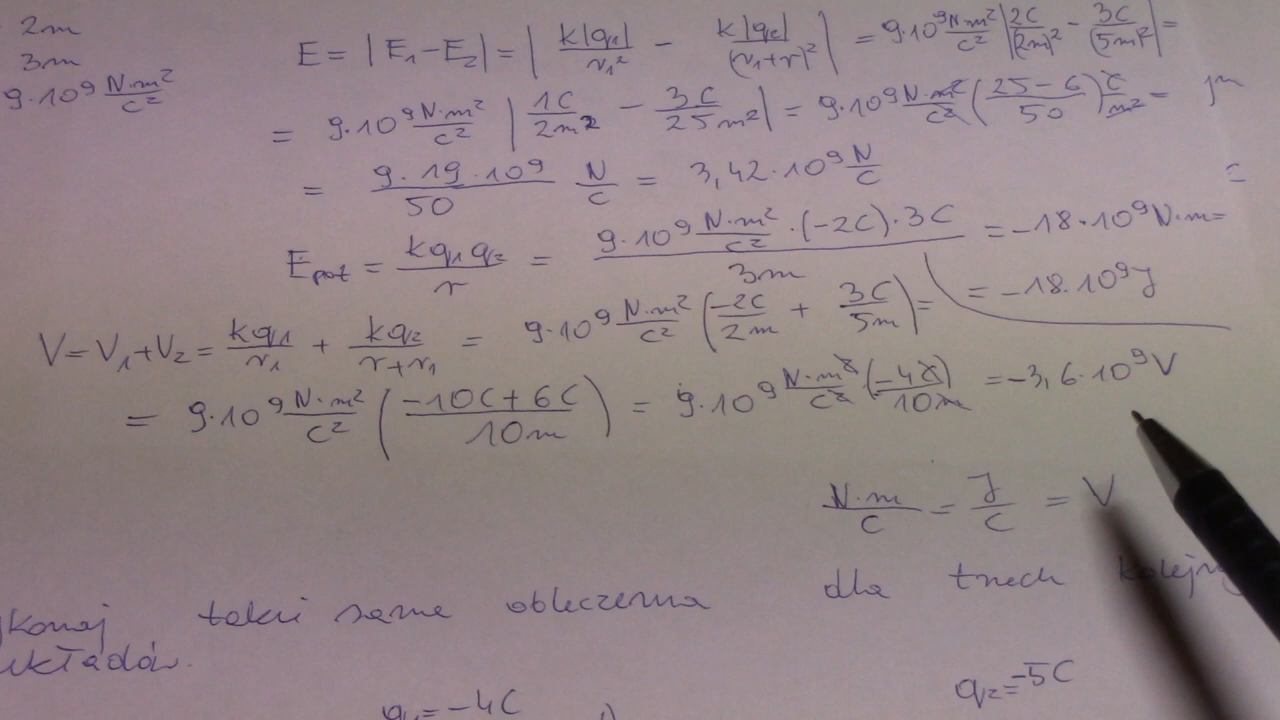 2m
3m
9·10⁹ N·m²/C²
E = |E₁-E₂| = | k|q₁|/r₁² - k|q₂|/(r₁+r)² | = 9·10⁹ N·m²/C² | 2C/(2m)² - 3C/(5m)² | =
= 9·10⁹ N·m²/C² | 1C/2m² - 3C/25m² | = 9·10⁹ N·m²/C² ( 25-6/50 ) C/m² =
= 9·19·10⁹/50 N/C = 3,42·10⁹ N/C =
E pot = kq₁q₂/r = 9·10⁹ N·m²/C² · (-2C)·3C/3m = -18·10⁹ N·m =
= -18·10⁹ J
V = V₁+V₂ = kq₁/r₁ + kq₂/r+r₁ = 9·10⁹ N·m²/C² ( -2C/2m + 3C/5m ) =
= 9·10⁹ N·m²/C² ( -10C+6C/10m ) = 9·10⁹ N·m²/C² (-4C)/10m = -3,6·10⁹ V
N·m/C = J/C = V
konaj takie same obliczenia dla trzech kolejny
układów.
q₁ = -4C q₂ = -5C